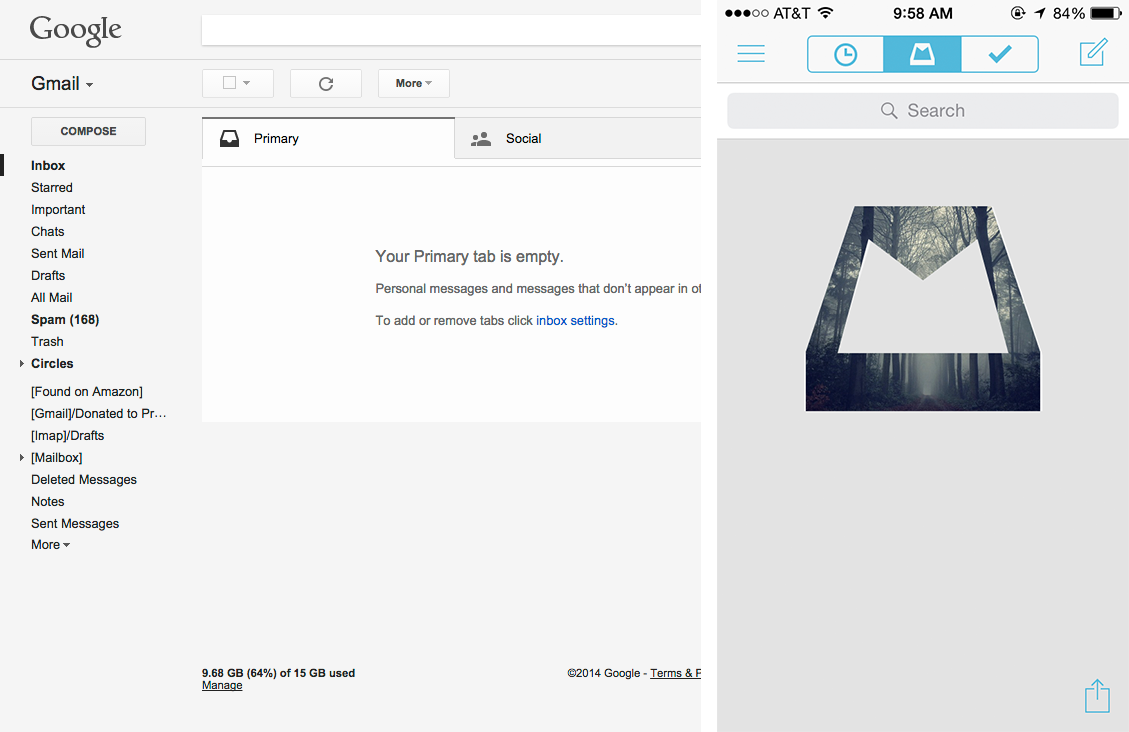 Google
Gmail
More
COMPOSE
Inbox
Starred
Important
Chats
Sent Mail
Drafts
All Mail
Spam (168)
Trash
Circles
[Found on Amazon]
[Gmail]/Donated to Pr...
[Imap]/Drafts
[Mailbox]
Deleted Messages
Notes
Sent Messages
More
Primary
Social
Your Primary tab is empty.
Personal messages and messages that don't appear in ot
To add or remove tabs click inbox settings.
9.68 GB (64%) of 15 GB used
Manage
©2014 Google - Terms & P
AT&T 9:58 AM 84%
Search